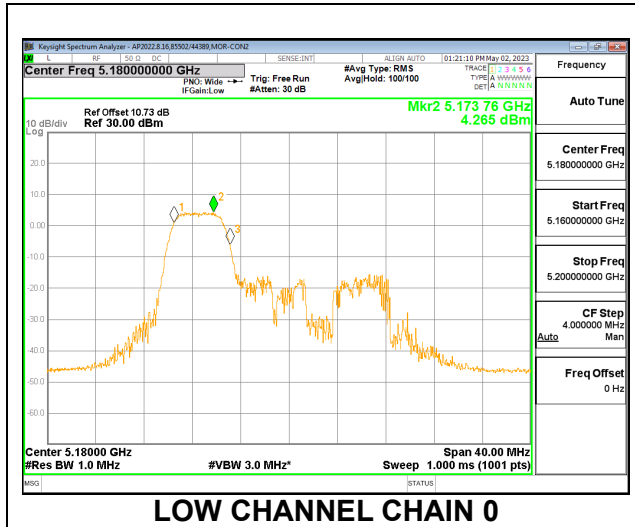 Keysight Spectrum Analyzer - AP2022.8.16,85502/44389,MOR-CON2
L RF 50 Ω DC SENSE:INT ALIGN AUTO 01:21:10 PM May 02, 2023
Center Freq 5.180000000 GHz #Avg Type: RMS TRACE 1 2 3 4 5 6
PNO: Wide Trig: Free Run Avg|Hold: 100/100 TYPE A WWWWW
IFGain:Low #Atten: 30 dB DET A N N N N N
Frequency
Mkr2 5.173 76 GHz
4.265 dBm
Ref Offset 10.73 dB
10 dB/div Ref 30.00 dBm
Log
20.0
10.0
0.00
-10.0
-20.0
-30.0
-40.0
-50.0
-60.0
1
2
3
Center 5.18000 GHz Span 40.00 MHz
#Res BW 1.0 MHz #VBW 3.0 MHz* Sweep 1.000 ms (1001 pts)
MSG STATUS
Auto Tune
Center Freq
5.180000000 GHz
Start Freq
5.160000000 GHz
Stop Freq
5.200000000 GHz
CF Step
4.000000 MHz
Auto Man
Freq Offset
0 Hz
LOW CHANNEL CHAIN 0